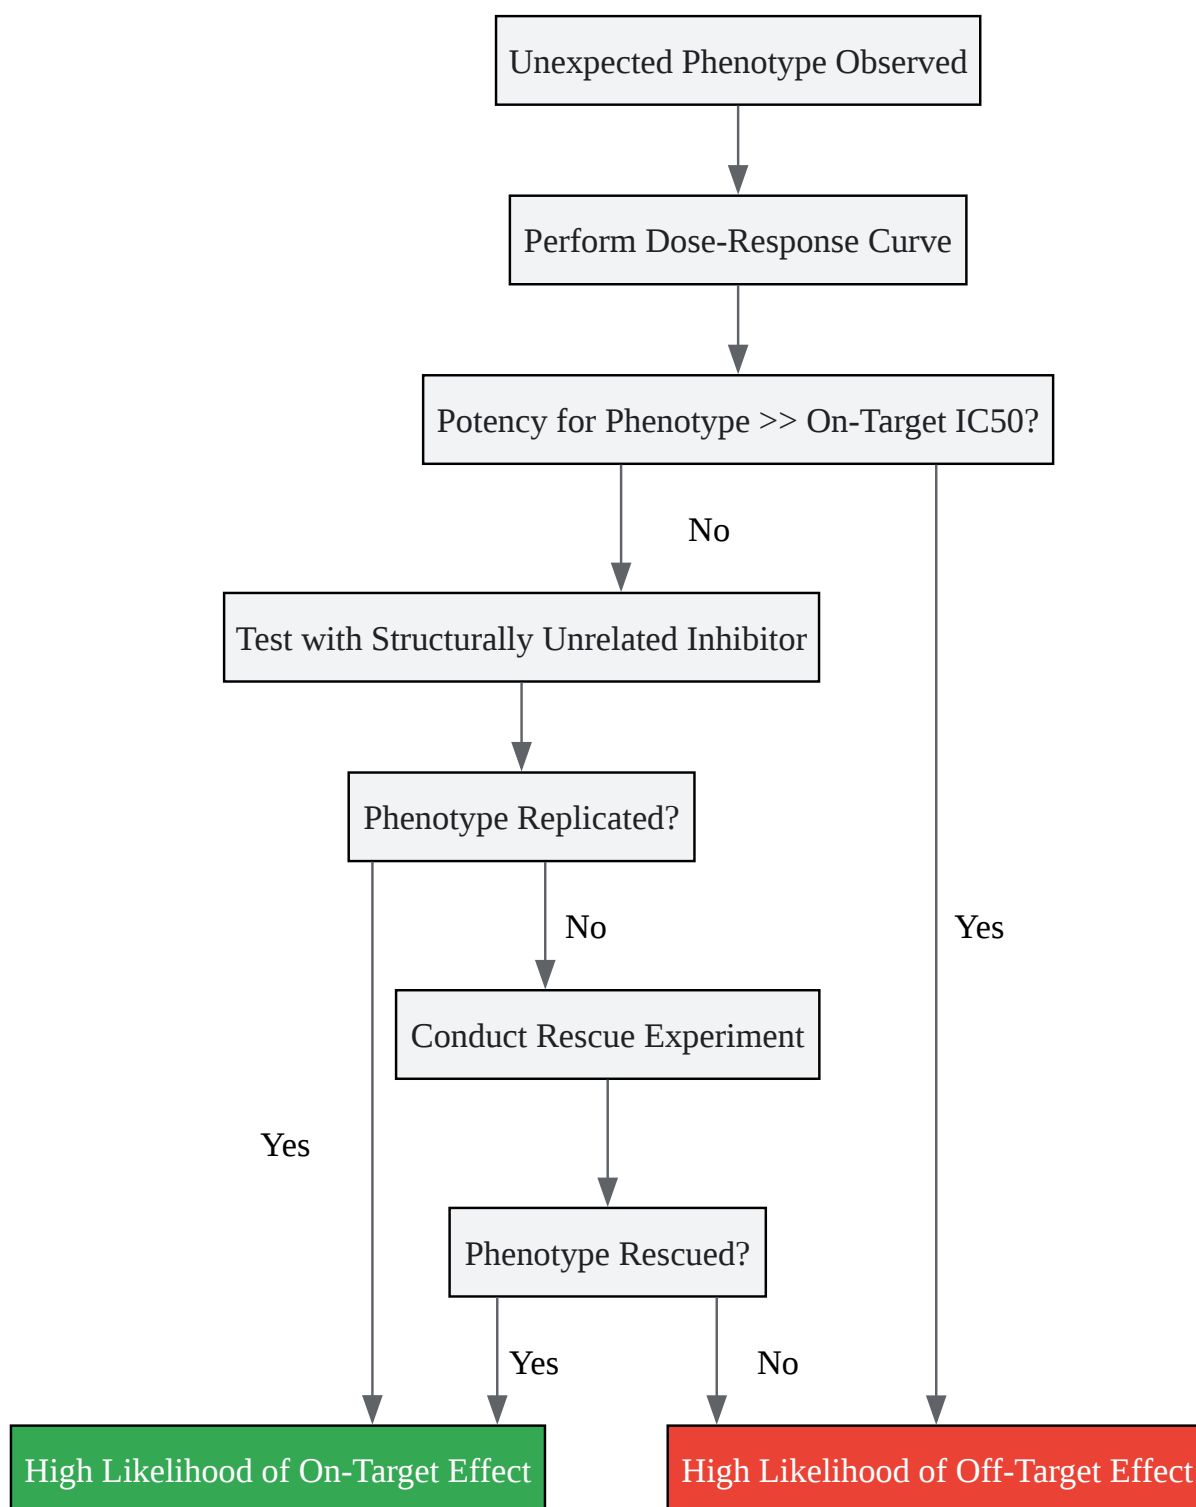 Unexpected Phenotype Observed
Perform Dose-Response Curve
Potency for Phenotype >> On-Target IC50?
No
Test with Structurally Unrelated Inhibitor
Phenotype Replicated?
No
Yes
Conduct Rescue Experiment
Yes
Phenotype Rescued?
Yes
No
High Likelihood of On-Target Effect
High Likelihood of Off-Target Effect